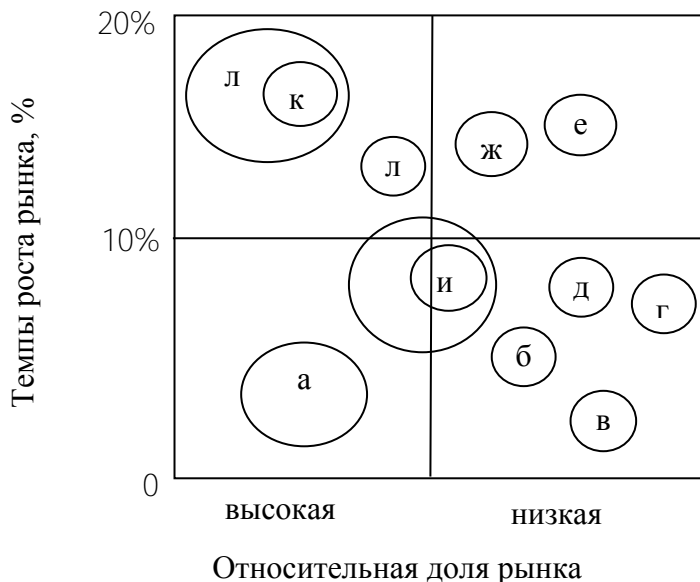 20%
л
к
л
ж
е
Темпы роста рынка, %
10%
и
д
г
б
а
в
0
высокая
низкая
Относительная доля рынка